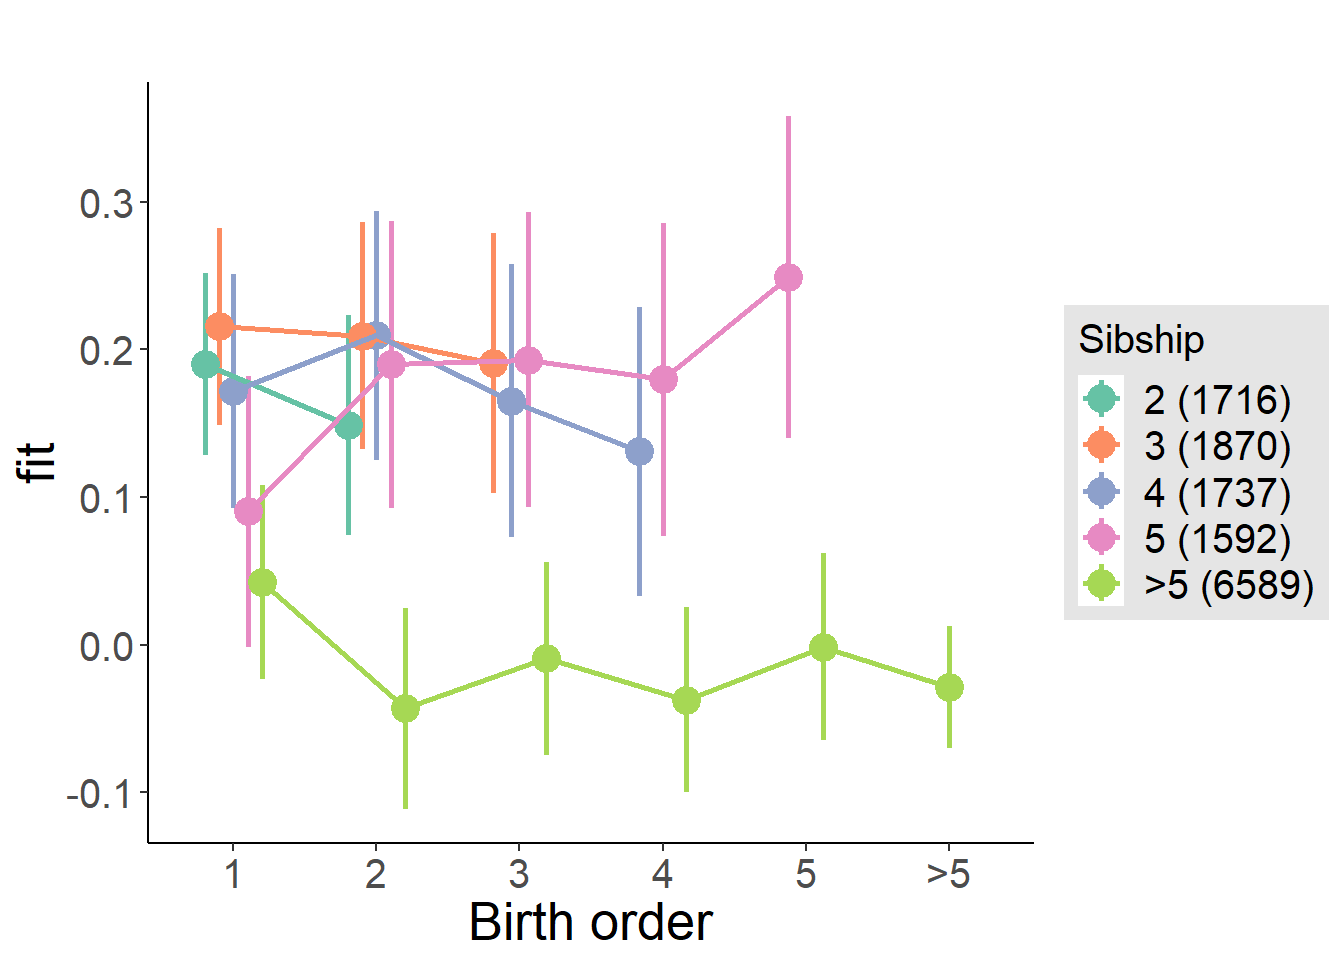 fit
0.3
0.2
0.1
0.0
-0.1
1 2 3 4 5 >5
Birth order
Sibship
2 (1716)
3 (1870)
4 (1737)
5 (1592)
>5 (6589)